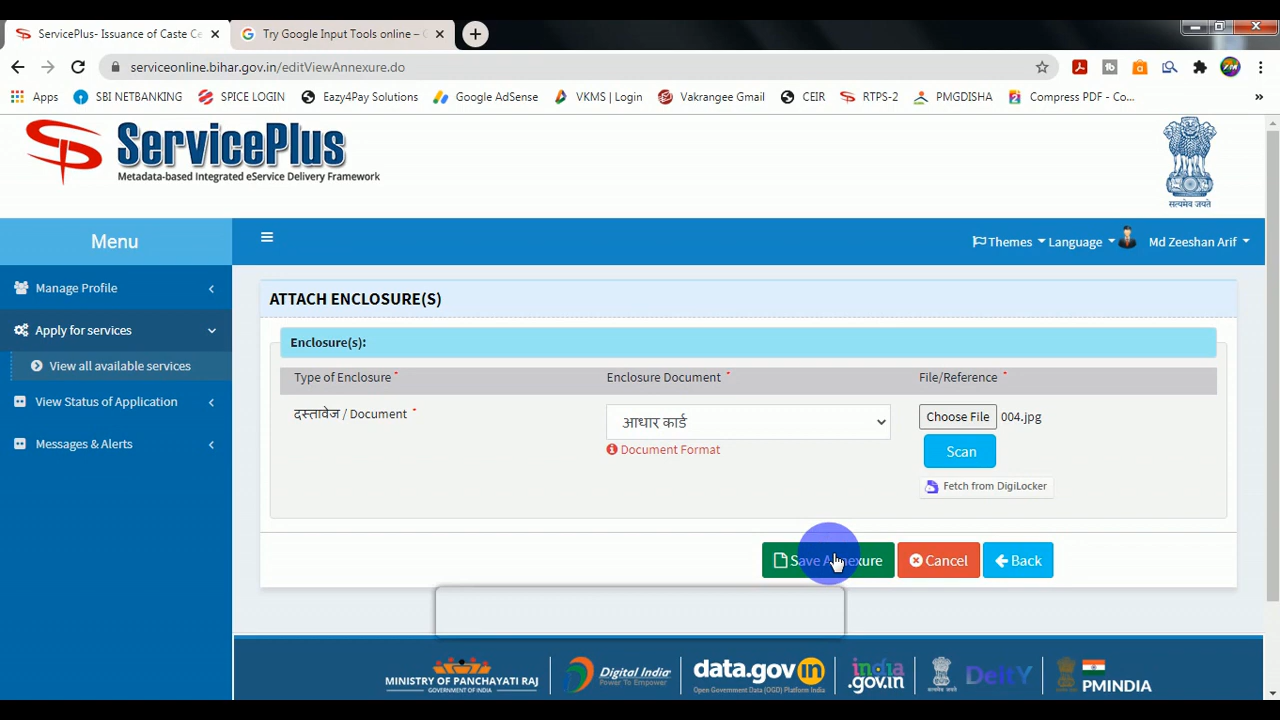 ServicePlus- Issuance of Caste Ce
Try Google Input Tools online –
serviceonline.bihar.gov.in/editViewAnnexure.do
Apps SBI NETBANKING SPICE LOGIN Eazy4Pay Solutions Google AdSense VKMS | Login Vakrangee Gmail CEIR RTPS-2 PMGDISHA Compress PDF - Co...
ServicePlus
Metadata-based Integrated eService Delivery Framework
सत्यमेव जयते
Menu
Themes Language Md Zeeshan Arif
Manage Profile
Apply for services
View all available services
View Status of Application
Messages & Alerts
ATTACH ENCLOSURE(S)
Enclosure(s):
Type of Enclosure * Enclosure Document * File/Reference *
दस्तावेज / Document * आधार कार्ड Choose File 004.jpg
Document Format
Scan
Fetch from DigiLocker
Save Annexure Cancel Back
MINISTRY OF PANCHAYATI RAJ
GOVERNMENT OF INDIA
Digital India
Power To Empower
data.gov.in
Open Government Data (OGD) Platform India
india.gov.in
DeitY
PMINDIA